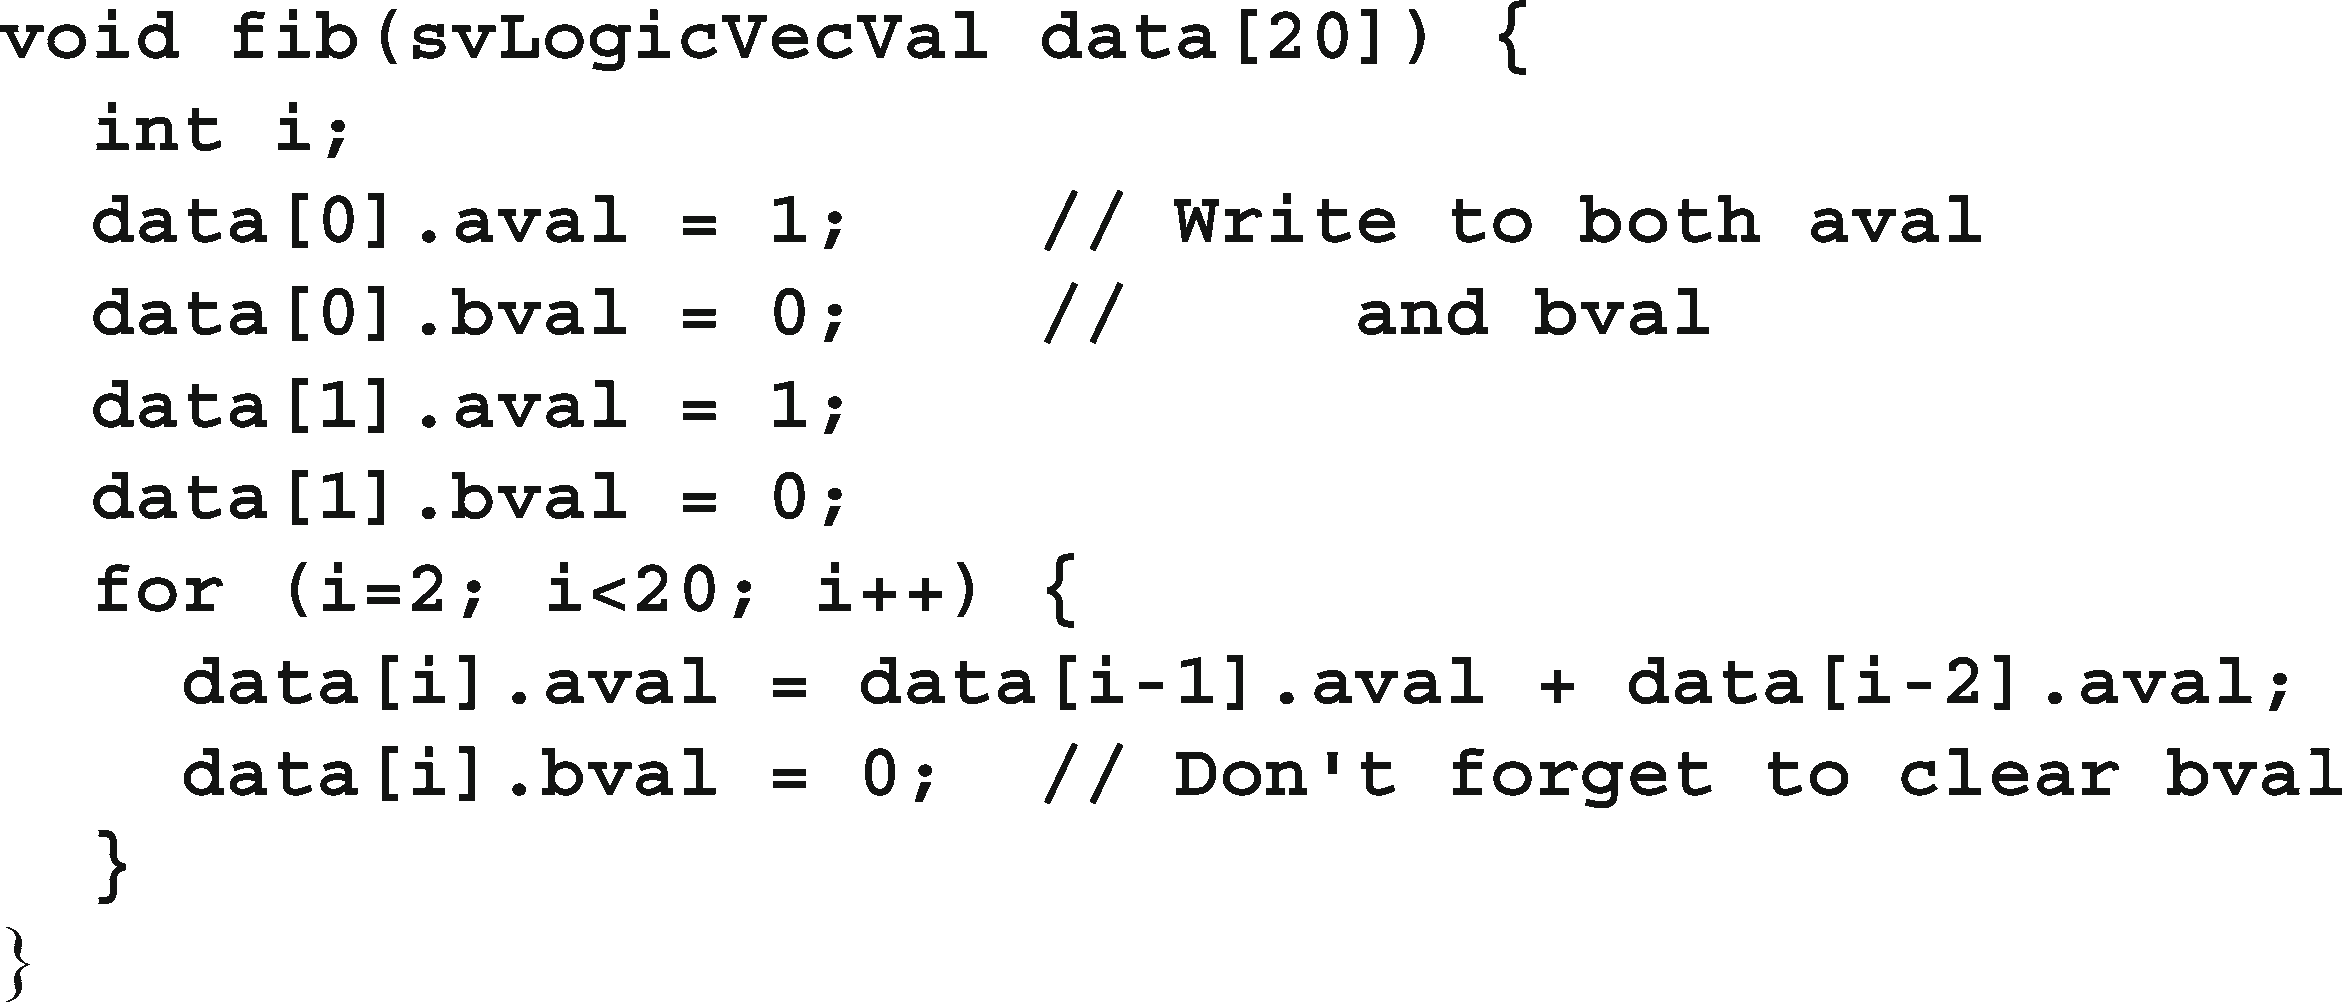 void fib(svLogicVecVal data[20]) {
  int i;
  data[0].aval = 1;    // Write to both aval
  data[0].bval = 0;    //     and bval
  data[1].aval = 1;
  data[1].bval = 0;
  for (i=2; i<20; i++) {
    data[i].aval = data[i-1].aval + data[i-2].aval;
    data[i].bval = 0;  // Don't forget to clear bval
  }
}